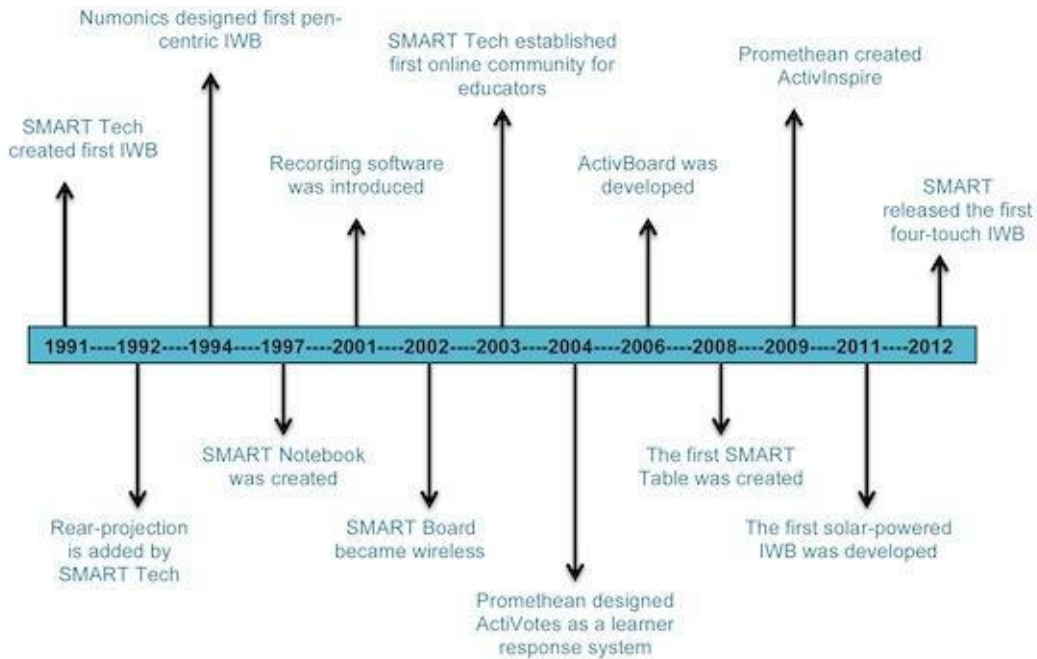 Numonics designed first pen-
centric IWB
SMART Tech established
first online community for
educators
Promethean created
ActivInspire
SMART Tech
created first IWB
Recording software
was introduced
ActivBoard was
developed
SMART
released the first
four-touch IWB
1991----1992----1994----1997----2001----2002----2003----2004----2006----2008----2009----2011----2012
SMART Notebook
was created
The first SMART
Table was created
Rear-projection
is added by
SMART Tech
SMART Board
became wireless
The first solar-powered
IWB was developed
Promethean designed
ActiVotes as a learner
response system